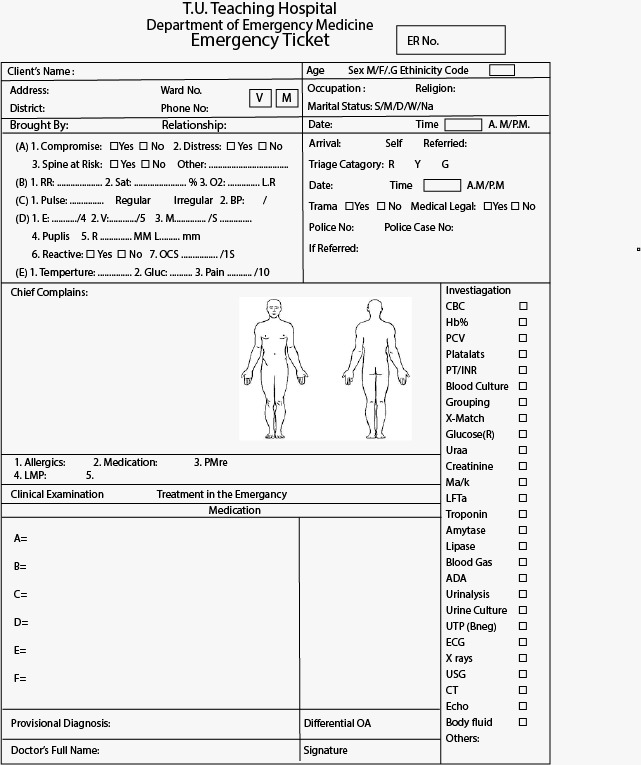 T.U. Teaching Hospital
Department of Emergency Medicine
Emergency Ticket
ER No.
Client's Name :
Age Sex M/F/.G Ethinicity Code
Address: Ward No.
District: Phone No:
V M
Occupation : Religion:
Marital Status: S/M/D/W/Na
Brought By: Relationship:
Date: Time A. M/P.M.
(A) 1. Compromise: ☐Yes ☐ No 2. Distress: ☐Yes ☐ No
3. Spine at Risk: ☐Yes ☐ No Other: ................................
(B) 1. RR: .................. 2. Sat: ..................... % 3. O2: ............. L.R
(C) 1. Pulse: ............. Regular Irregular 2. BP: /
(D) 1. E: ........../4 2. V:........../5 3. M............ /S .............
4. Puplis 5. R ............. MM L........ mm
6. Reactive: ☐ Yes ☐ No 7. OCS .............. /1S
(E) 1. Temperture: .............. 2. Gluc: ......... 3. Pain .......... /10
Arrival: Self Referred:
Triage Catagory: R Y G
Date: Time A.M/P.M
Trama ☐Yes ☐ No Medical Legal: ☐Yes ☐ No
Police No: Police Case No:
If Referred:
Chief Complains:
1. Allergics: 2. Medication: 3. PMre
4. LMP: 5.
Clinical Examination Treatment in the Emergancy
Medication
A=
B=
C=
D=
E=
F=
Provisional Diagnosis: Differential OA
Doctor's Full Name: Signature
Investiagation
CBC ☐
Hb% ☐
PCV ☐
Platalats ☐
PT/INR ☐
Blood Culture ☐
Grouping ☐
X-Match ☐
Glucose(R) ☐
Uraa ☐
Creatinine ☐
Ma/k ☐
LFTa ☐
Troponin ☐
Amytase ☐
Lipase ☐
Blood Gas ☐
ADA ☐
Urinalysis ☐
Urine Culture ☐
UTP (Bneg) ☐
ECG ☐
X rays ☐
USG ☐
CT ☐
Echo ☐
Body fluid ☐
Others: